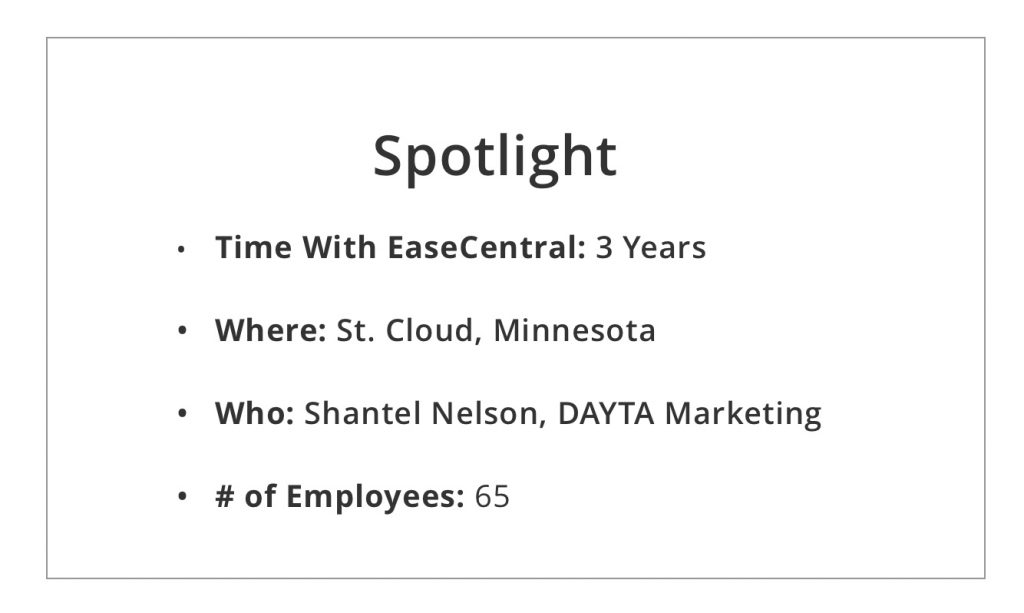 Spotlight
• Time With EaseCentral: 3 Years
• Where: St. Cloud, Minnesota
• Who: Shantel Nelson, DAYTA Marketing
• # of Employees: 65